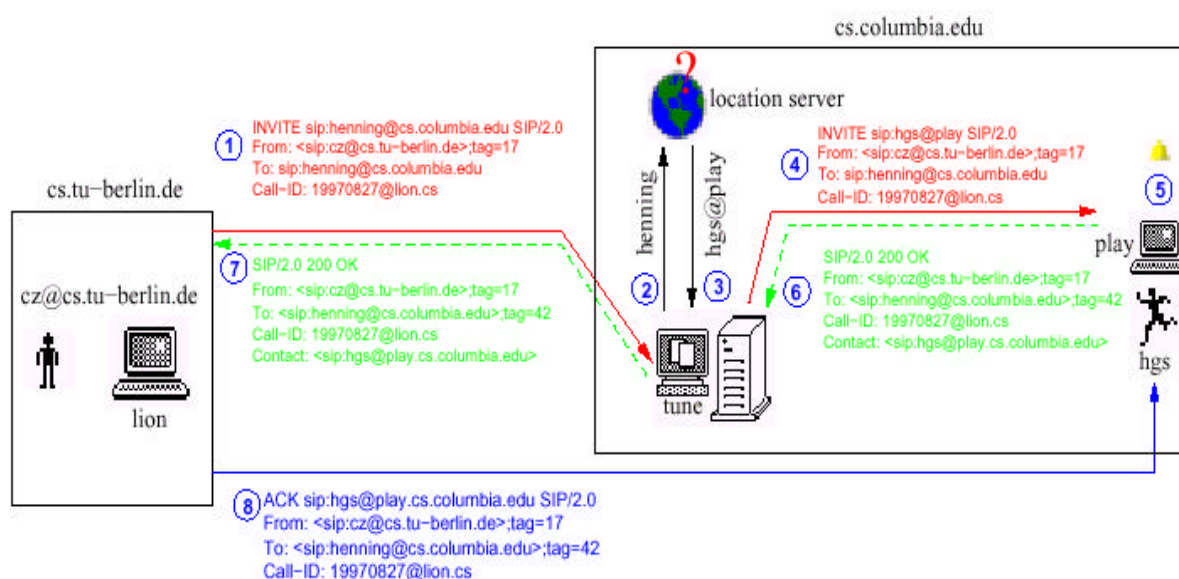 cs.columbia.edu
location server
1
INVITE sip:henning@cs.columbia.edu SIP/2.0
From: <sip:cz@cs.tu−berlin.de>;tag=17
To: sip:henning@cs.columbia.edu
Call−ID: 19970827@lion.cs
cs.tu−berlin.de
cz@cs.tu−berlin.de
lion
7
SIP/2.0 200 OK
From: <sip:cz@cs.tu−berlin.de>;tag=17
To: <sip:henning@cs.columbia.edu>;tag=42
Call−ID: 19970827@lion.cs
Contact: <sip:hgs@play.cs.columbia.edu>
?
henning
2
hgs@play
3
tune
4
INVITE sip:hgs@play SIP/2.0
From: <sip:cz@cs.tu−berlin.de>;tag=17
To: sip:henning@cs.columbia.edu
Call−ID: 19970827@lion.cs
5
play
6
SIP/2.0 200 OK
From: <sip:cz@cs.tu−berlin.de>;tag=17
To: <sip:henning@cs.columbia.edu>;tag=42
Call−ID: 19970827@lion.cs
Contact: <sip:hgs@play.cs.columbia.edu>
hgs
8
ACK sip:hgs@play.cs.columbia.edu SIP/2.0
From: <sip:cz@cs.tu−berlin.de>;tag=17
To: <sip:henning@cs.columbia.edu>;tag=42
Call−ID: 19970827@lion.cs